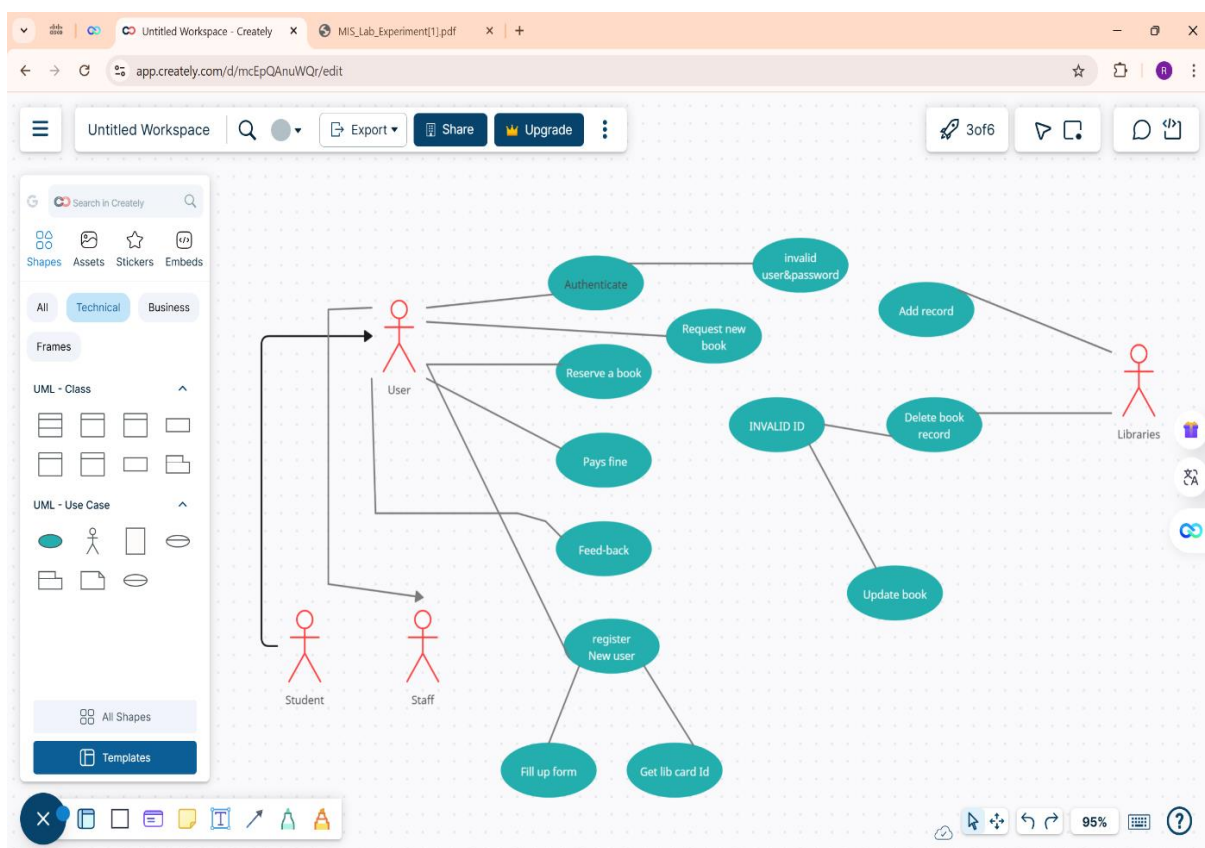 Untitled Workspace - Creately
MIS_Lab_Experiment[1].pdf
app.creately.com/d/mcEpQAnuWQr/edit
R
Untitled Workspace
Export
Share
Upgrade
3of6
G
Search in Creately
Shapes
Assets
Stickers
Embeds
All
Technical
Business
Frames
UML - Class
UML - Use Case
All Shapes
Templates
Authenticate
invalid
user&password
Request new
book
Add record
User
Reserve a book
INVALID ID
Delete book
record
Libraries
Pays fine
Feed-back
Update book
register
New user
Student
Staff
Fill up form
Get lib card Id
T
A
95%
?